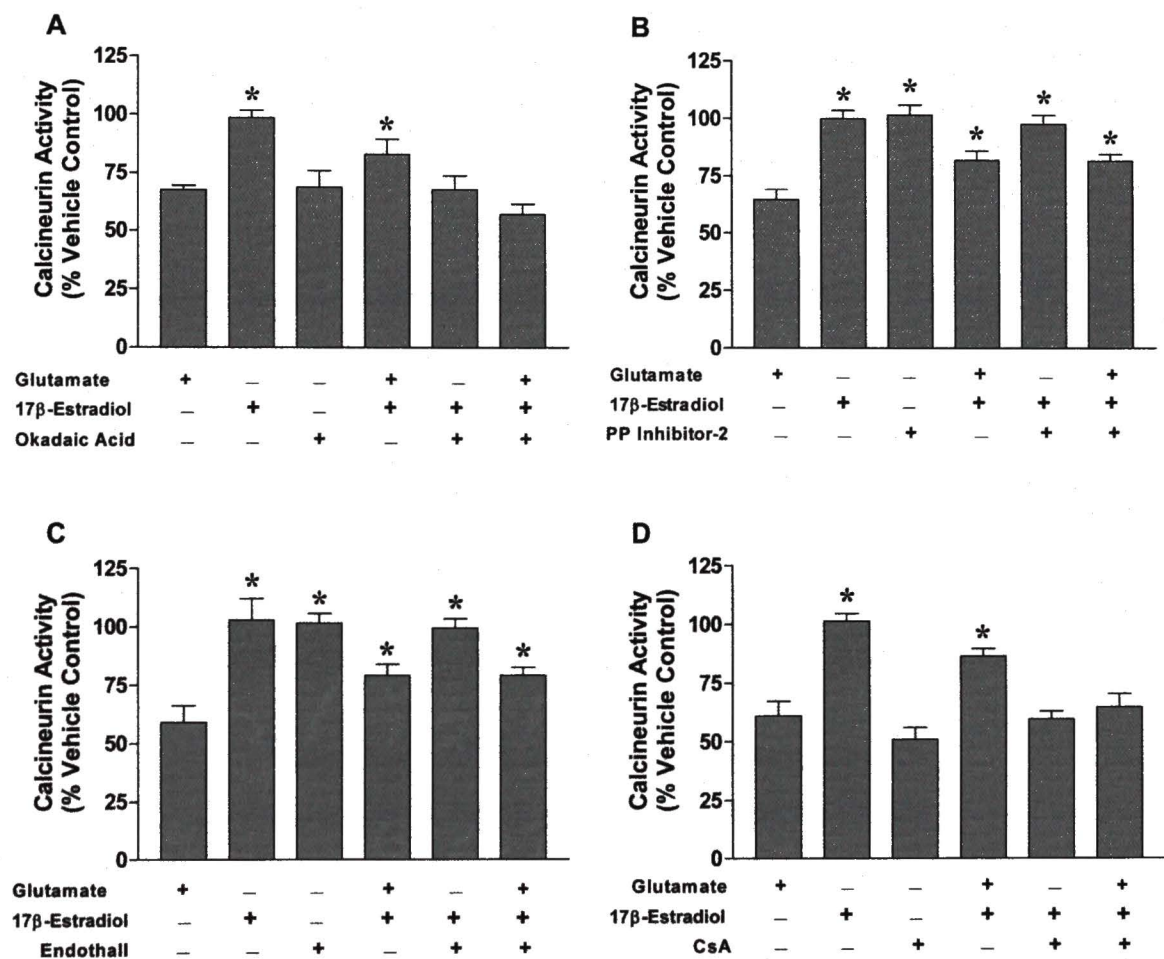 A
Calcineurin Activity
(% Vehicle Control)
125
100
75
50
25
0
* *
Glutamate + – – + – +
17β-Estradiol – + – + + +
Okadaic Acid – – + – + +
B
Calcineurin Activity
(% Vehicle Control)
125
100
75
50
25
0
* * * * *
Glutamate + – – + – +
17β-Estradiol – + – + + +
PP Inhibitor-2 – – + – + +
C
Calcineurin Activity
(% Vehicle Control)
125
100
75
50
25
0
* * * * *
Glutamate + – – + – +
17β-Estradiol – + – + + +
Endothall – – + – + +
D
Calcineurin Activity
(% Vehicle Control)
125
100
75
50
25
0
* *
Glutamate + – – + – +
17β-Estradiol – + – + + +
CsA – – + – + +